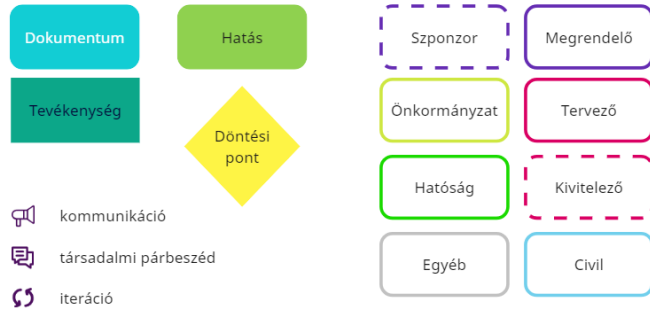 Dokumentum
Hatás
Szponzor
Megrendelő
Tevékenység
Döntési
pont
Önkormányzat
Tervező
Hatóság
Kivitelező
kommunikáció
társadalmi párbeszéd
Egyéb
Civil
iteráció